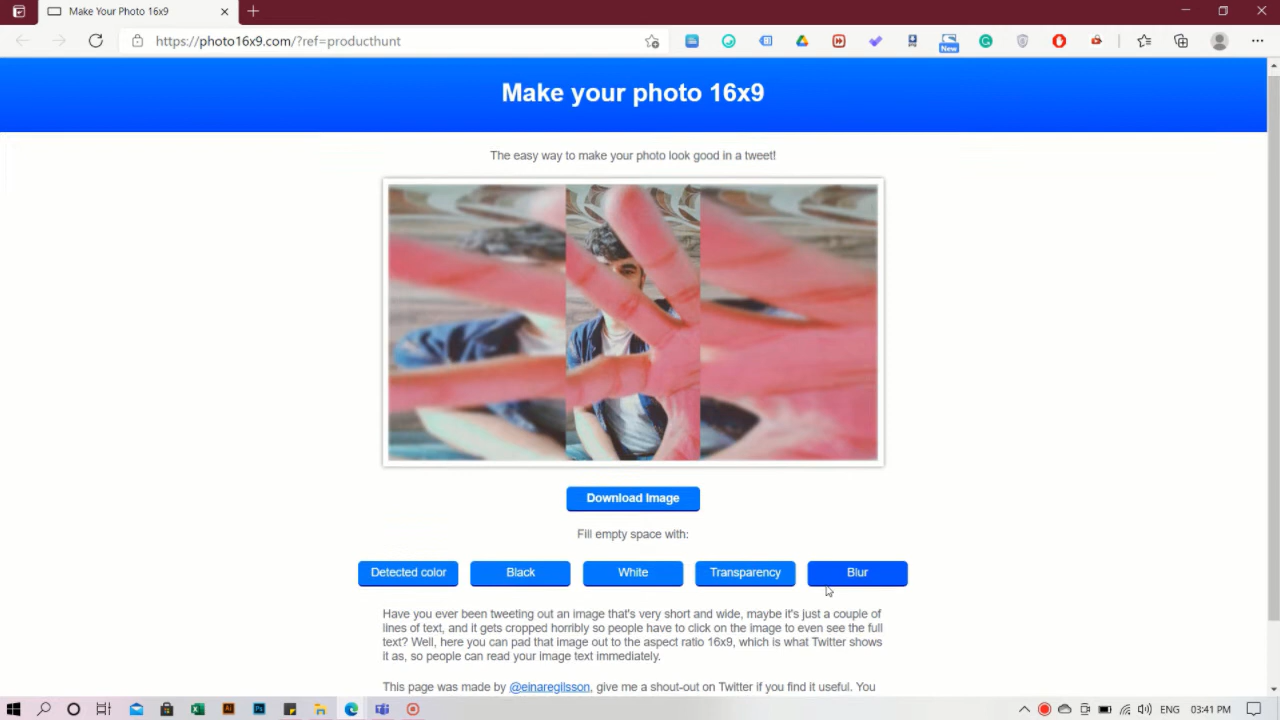 Make Your Photo 16x9
https://photo16x9.com/?ref=producthunt
New
Make your photo 16x9
The easy way to make your photo look good in a tweet!
Download Image
Fill empty space with:
Detected color
Black
White
Transparency
Blur
Have you ever been tweeting out an image that's very short and wide, maybe it's just a couple of
lines of text, and it gets cropped horribly so people have to click on the image to even see the full
text? Well, here you can pad that image out to the aspect ratio 16x9, which is what Twitter shows
it as, so people can read your image text immediately.
This page was made by @einaregilsson, give me a shout-out on Twitter if you find it useful. You
ENG 03:41 PM